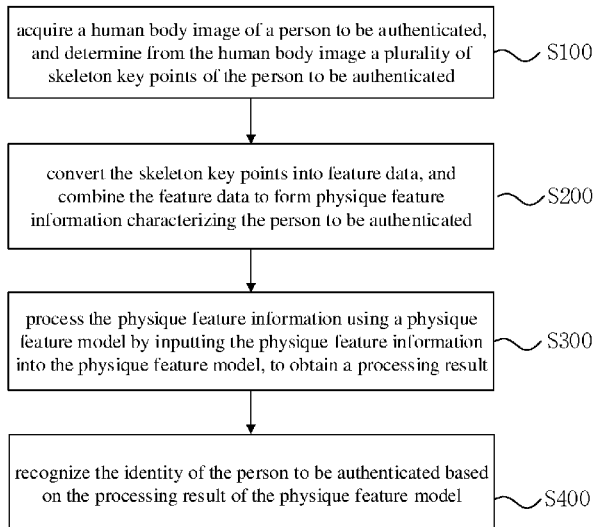 acquire a human body image of a person to be authenticated,
and determine from the human body image a plurality of
skeleton key points of the person to be authenticated
S100
convert the skeleton key points into feature data, and
combine the feature data to form physique feature
information characterizing the person to be authenticated
S200
process the physique feature information using a physique
feature model by inputting the physique feature information
into the physique feature model, to obtain a processing result
S300
recognize the identity of the person to be authenticated based
on the processing result of the physique feature model
S400